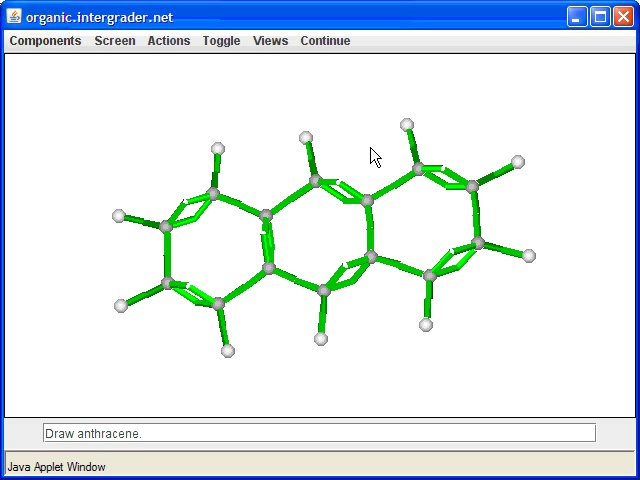 organic.intergrader.net
Components Screen Actions Toggle Views Continue
Draw anthracene.
Java Applet Window